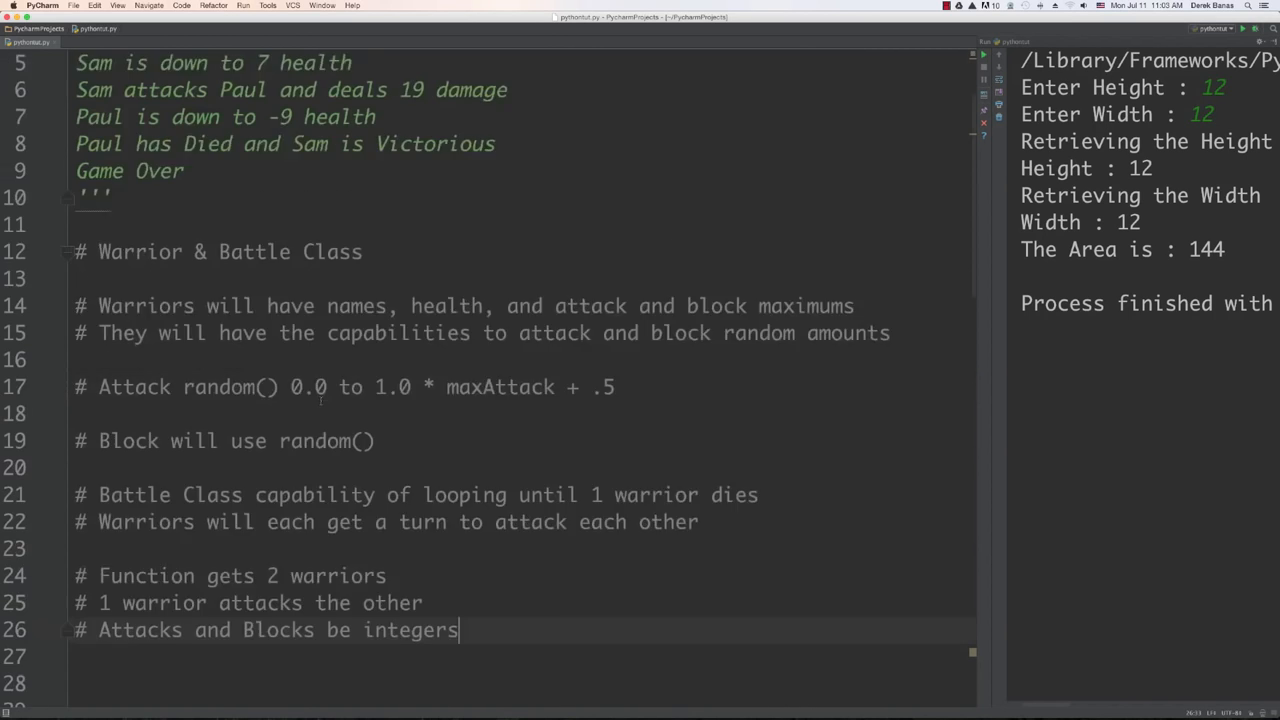 PyCharm File Edit View Navigate Code Refactor Run Tools VCS Window Help
10 Mon Jul 11 11:03 AM Derek Banas
pythontut.py - PycharmProjects - [~/PycharmProjects]
PycharmProjects pythontut.py pythontut
pythontut.py Run pythontut
5 Sam is down to 7 health
6 Sam attacks Paul and deals 19 damage
7 Paul is down to -9 health
8 Paul has Died and Sam is Victorious
9 Game Over
10 '''
11
12 # Warrior & Battle Class
13
14 # Warriors will have names, health, and attack and block maximums
15 # They will have the capabilities to attack and block random amounts
16
17 # Attack random() 0.0 to 1.0 * maxAttack + .5
18
19 # Block will use random()
20
21 # Battle Class capability of looping until 1 warrior dies
22 # Warriors will each get a turn to attack each other
23
24 # Function gets 2 warriors
25 # 1 warrior attacks the other
26 # Attacks and Blocks be integers
27
28
/Library/Frameworks/Py
Enter Height : 12
Enter Width : 12
Retrieving the Height
Height : 12
Retrieving the Width
Width : 12
The Area is : 144
Process finished with
26:33 LF UTF-8